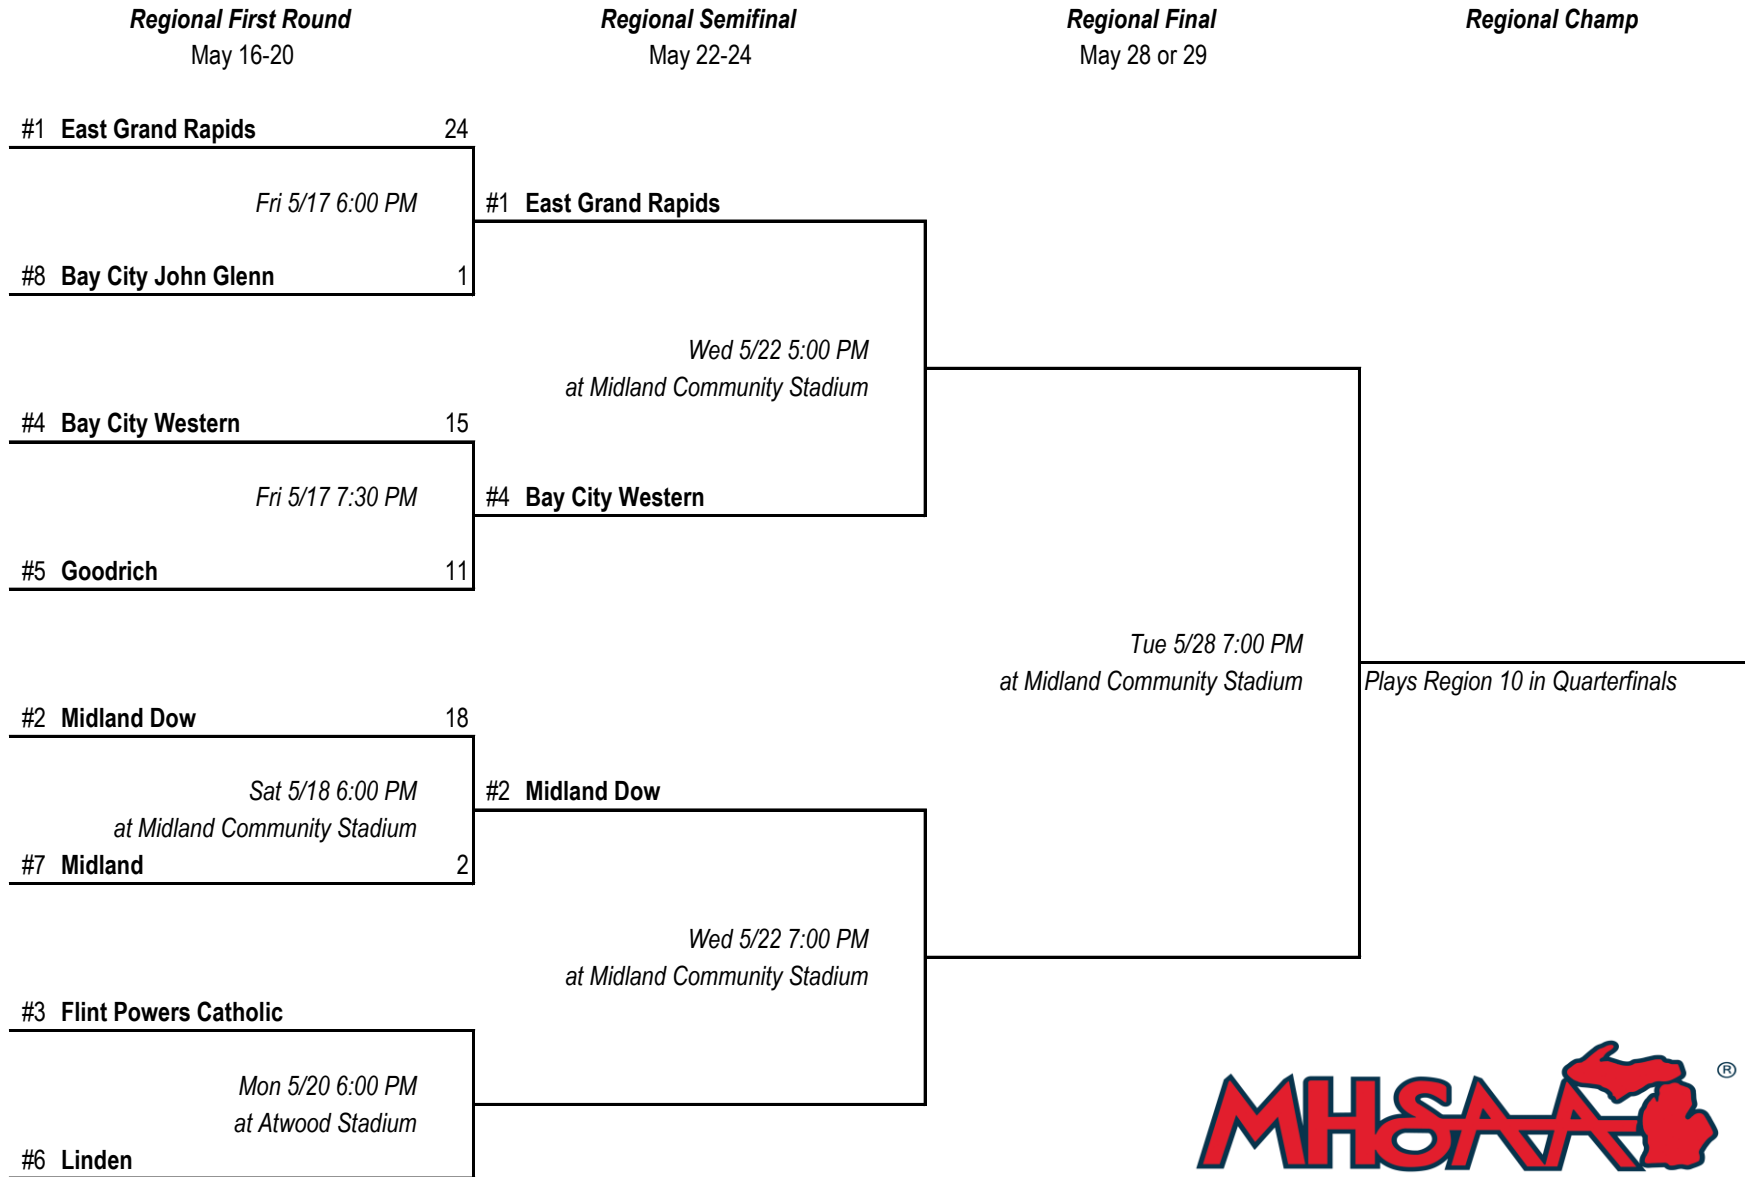 Regional First Round Regional Semifinal Regional Final Regional Champ
May 16-20 May 22-24 May 28 or 29
#1 East Grand Rapids 24
Fri 5/17 6:00 PM #1 East Grand Rapids
#8 Bay City John Glenn 1
Wed 5/22 5:00 PM
at Midland Community Stadium
#4 Bay City Western 15
Fri 5/17 7:30 PM #4 Bay City Western
#5 Goodrich 11
Tue 5/28 7:00 PM
at Midland Community Stadium Plays Region 10 in Quarterfinals
#2 Midland Dow 18
Sat 5/18 6:00 PM #2 Midland Dow
at Midland Community Stadium
#7 Midland 2
Wed 5/22 7:00 PM
at Midland Community Stadium
#3 Flint Powers Catholic
Mon 5/20 6:00 PM
at Atwood Stadium
#6 Linden
MHSAA ®